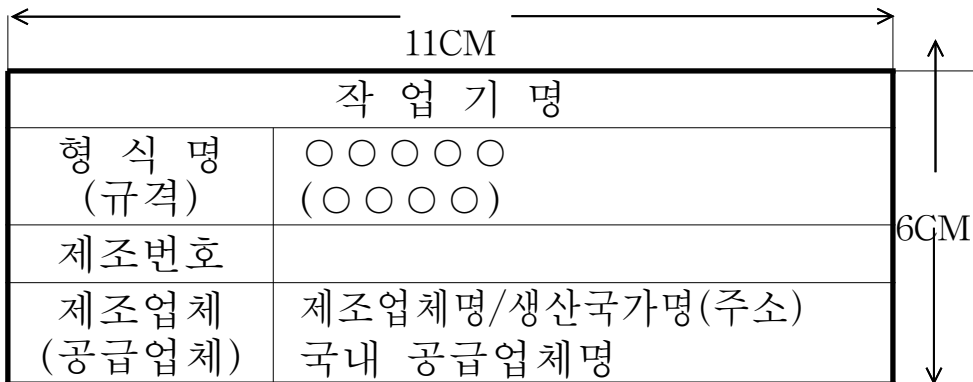 11CM
작 업 기 명
형 식 명
(규격)
○○○○○
(○○○○)
6CM
제조번호
제조업체
(공급업체)
제조업체명/생산국가명(주소)
국내 공급업체명